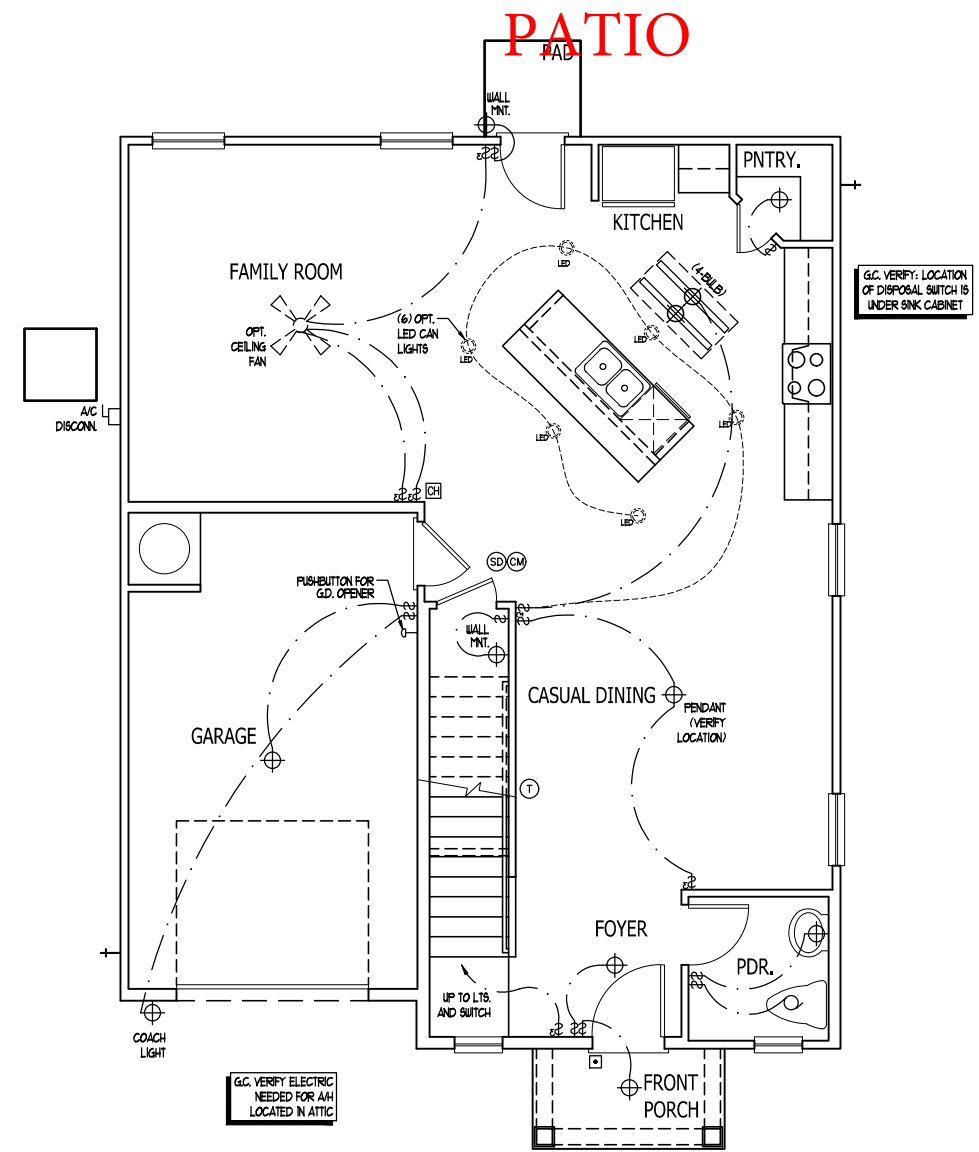 PATIO
PAD
WALL
MNT.
PNTRY.
KITCHEN
FAMILY ROOM
(4-BULB)
G.C. VERIFY: LOCATION
OF DISPOSAL SWITCH IS
UNDER SINK CABINET
LED
(6) OPT.
LED CAN
LIGHTS
OPT.
CEILING
FAN
LED
LED
A/C
DISCONN.
LED
LED
CH
LED
SD
CM
PUSHBUTTON FOR
G.D. OPENER
WALL
MNT.
CASUAL DINING
PENDANT
(VERIFY
LOCATION)
GARAGE
T
FOYER
PDR.
UP TO LTS.
AND SWITCH
COACH
LIGHT
G.C. VERIFY ELECTRIC
NEEDED FOR A/H
LOCATED IN ATTIC
FRONT
PORCH